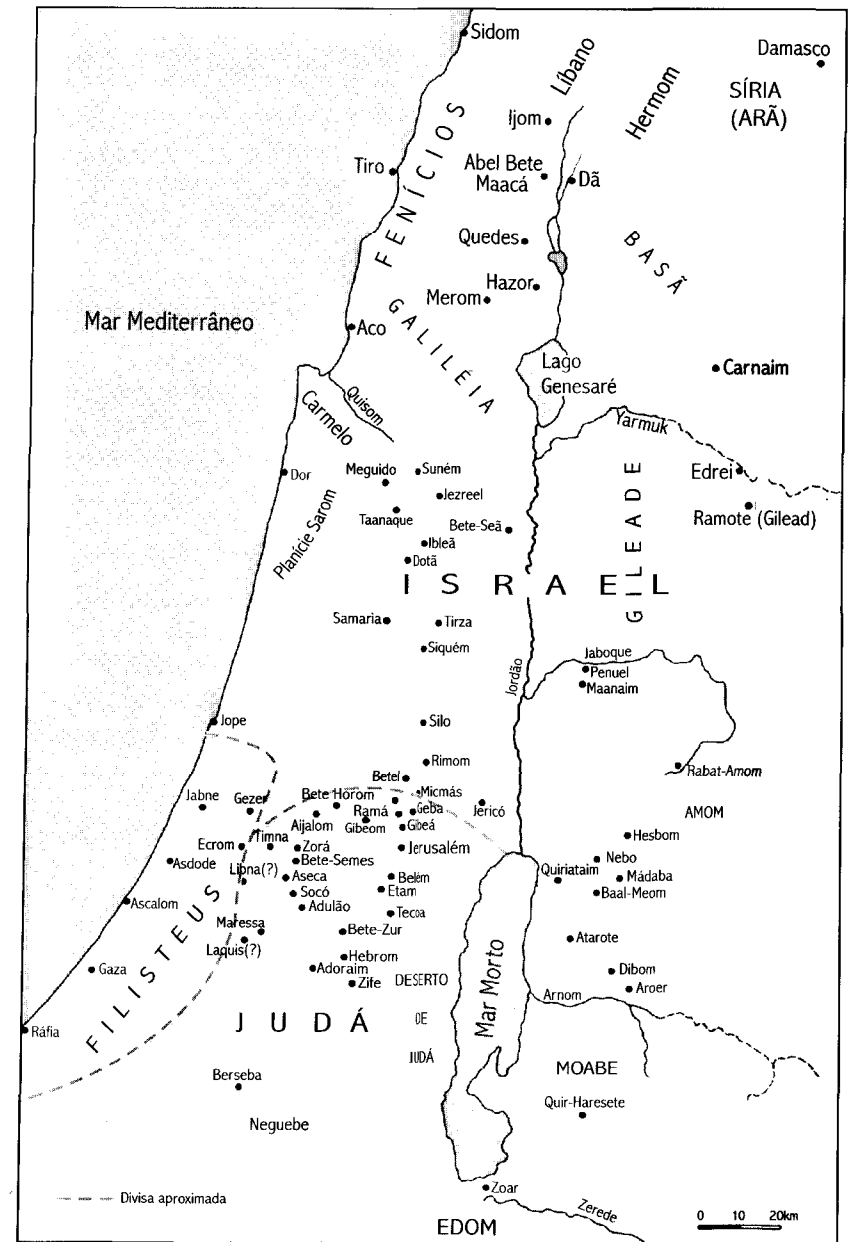 Sidom
Damasco
Líbano
Hermom
SÍRIA
(ARÃ)
FENÍCIOS
Ijom
Tiro
Abel Bete
Maacá
Dã
Quedes
BASÃ
Hazor
Merom
Mar Mediterrâneo
Aco
GALILÉIA
Lago
Genesaré
Carnaim
Quisom
Carmelo
Yarmuk
Dor
Meguido
Suném
Edrei
Jezreel
Ramote (Gilead)
Taanaque
Bete-Seã
Planície Sarom
Ibleã
Dotã
GILEADE
ISRAEL
Samaria
Tirza
Siquém
Jordão
Jaboque
Penuel
Maanaim
Jope
Silo
Rimom
Rabat-Amom
Betel
Micmás
Jabne
Gezer
Bete Horom
Ramá
Geba
Jericó
AMOM
Aijalom
Gibeom
Gibeá
Hesbom
Ecrom
Timna
Zorá
Jerusalém
Asdode
Bete-Semes
Nebo
Libna(?)
Aseca
Belém
Quiriataim
Mádaba
Socó
Etam
Baal-Meom
Ascalom
Adulão
Tecoa
FILISTEUS
Maressa
Bete-Zur
Atarote
Laquis(?)
Mar Morto
Gaza
Hebrom
Adoraim
DESERTO
Dibom
Zife
Aroer
Arnom
Ráfia
JUDÁ
DE
JUDÁ
MOABE
Berseba
Quir-Haresete
Neguebe
Zoar
Divisa aproximada
Zerede
0 10 20km
EDOM